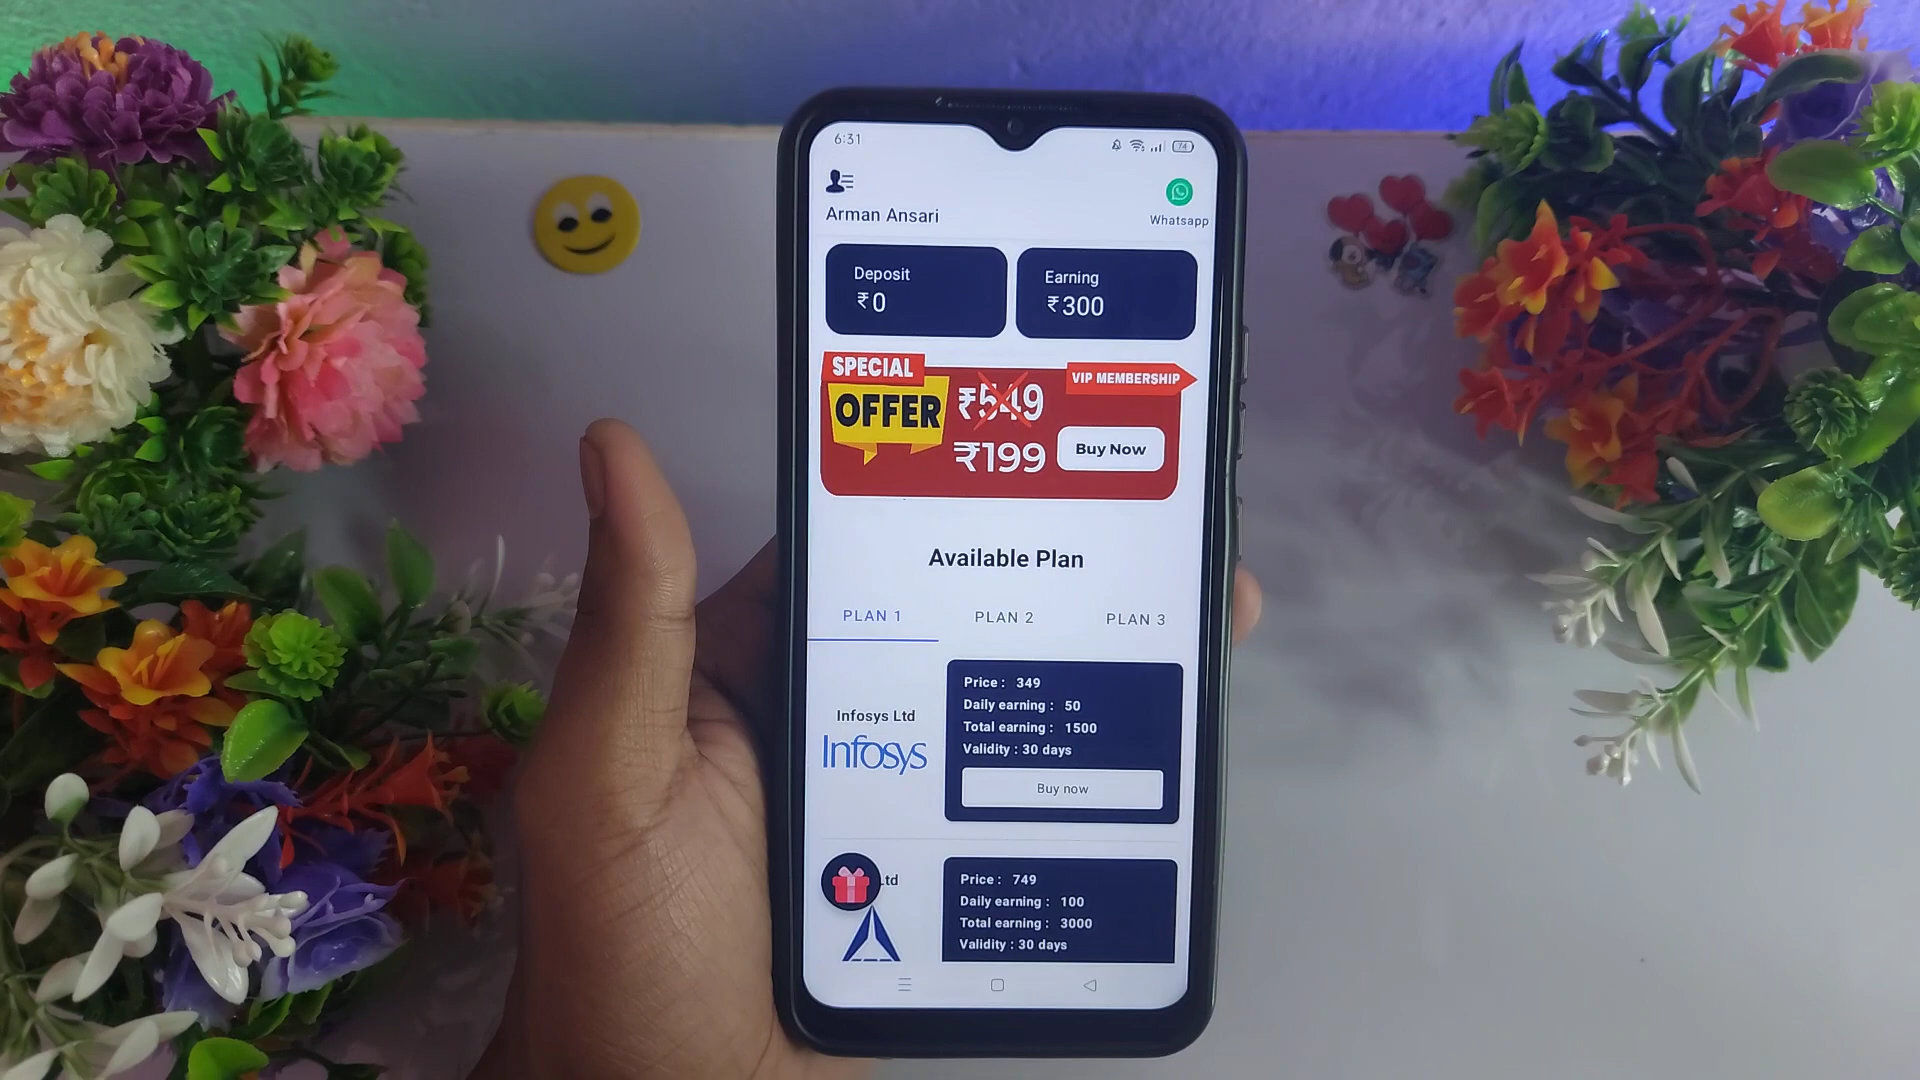 6:31
74
Arman Ansari
Whatsapp
Deposit
₹0
Earning
₹300
SPECIAL
OFFER
₹549
₹199
VIP MEMBERSHIP
Buy Now
Available Plan
PLAN 1
PLAN 2
PLAN 3
Infosys Ltd
Infosys
Price : 349
Daily earning : 50
Total earning : 1500
Validity : 30 days
Buy now
Ltd
Price : 749
Daily earning : 100
Total earning : 3000
Validity : 30 days